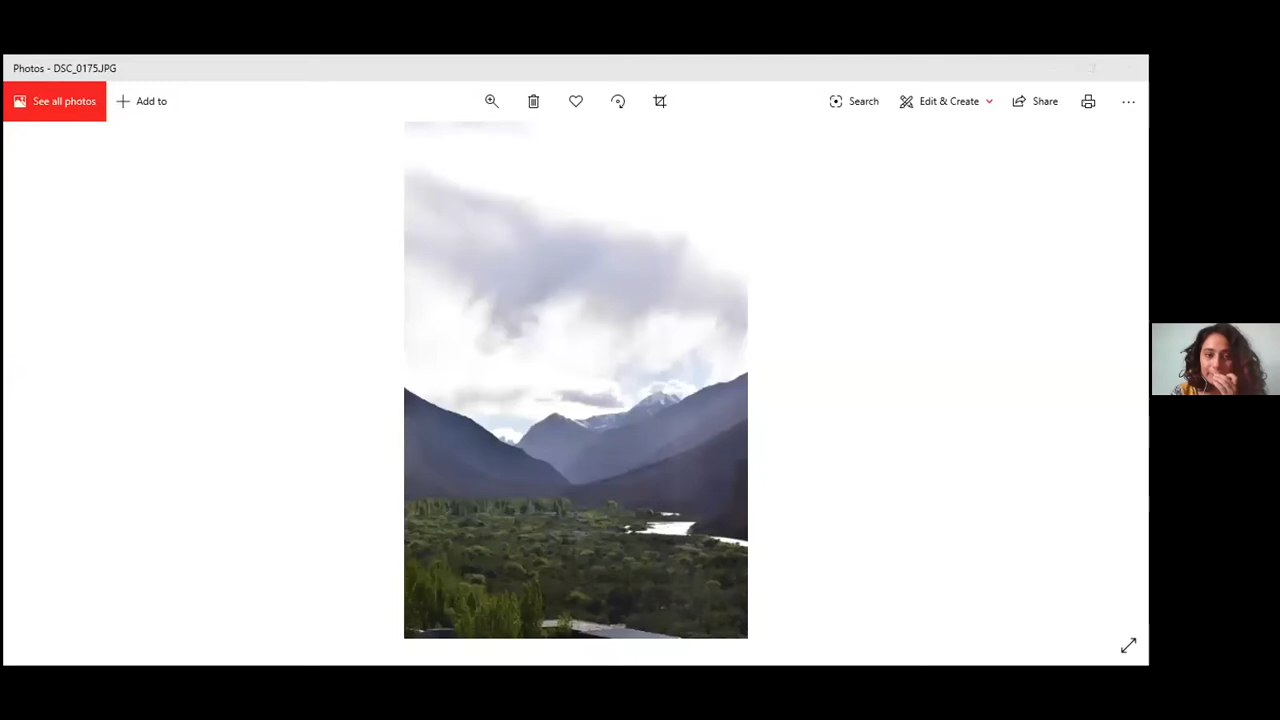 Photos - DSC_0175.JPG
See all photos
Add to
Search
Edit & Create
Share